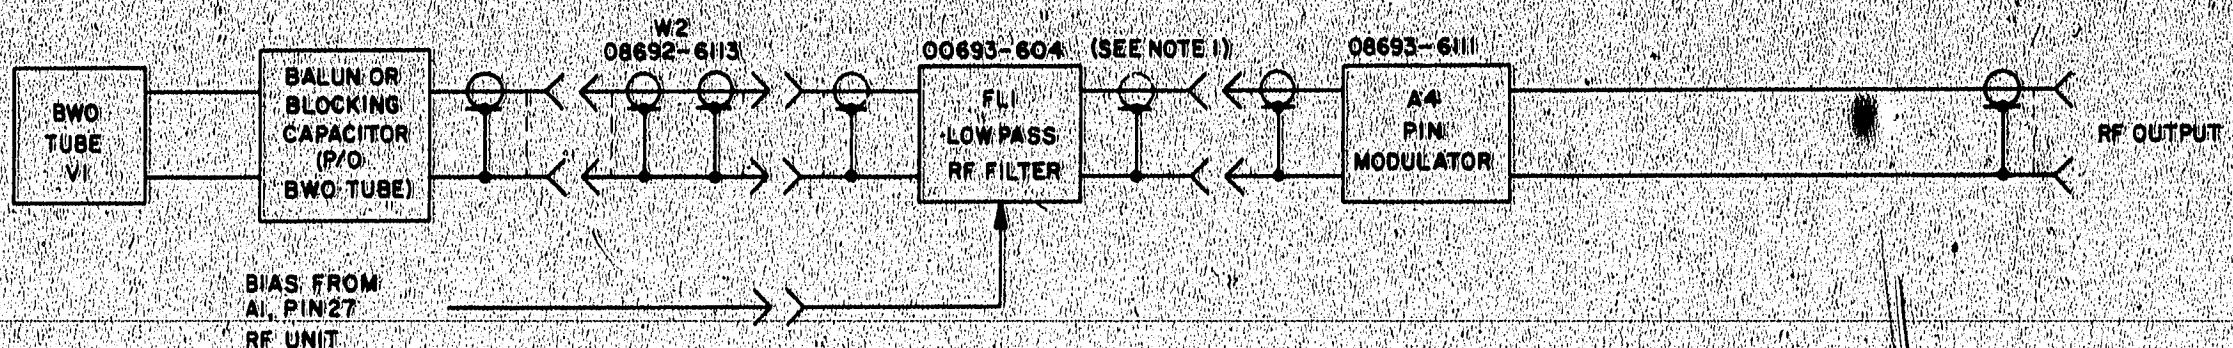 W2
08692-6113
00693-604 (SEE NOTE 1)
08693-6111
BWO
TUBE
V1
BALUN OR
BLOCKING
CAPACITOR
(P/O
BWO TUBE)
FL1
LOW PASS
RF FILTER
A4
PIN
MODULATOR
RF OUTPUT
BIAS FROM
A1, PIN 27
RF UNIT